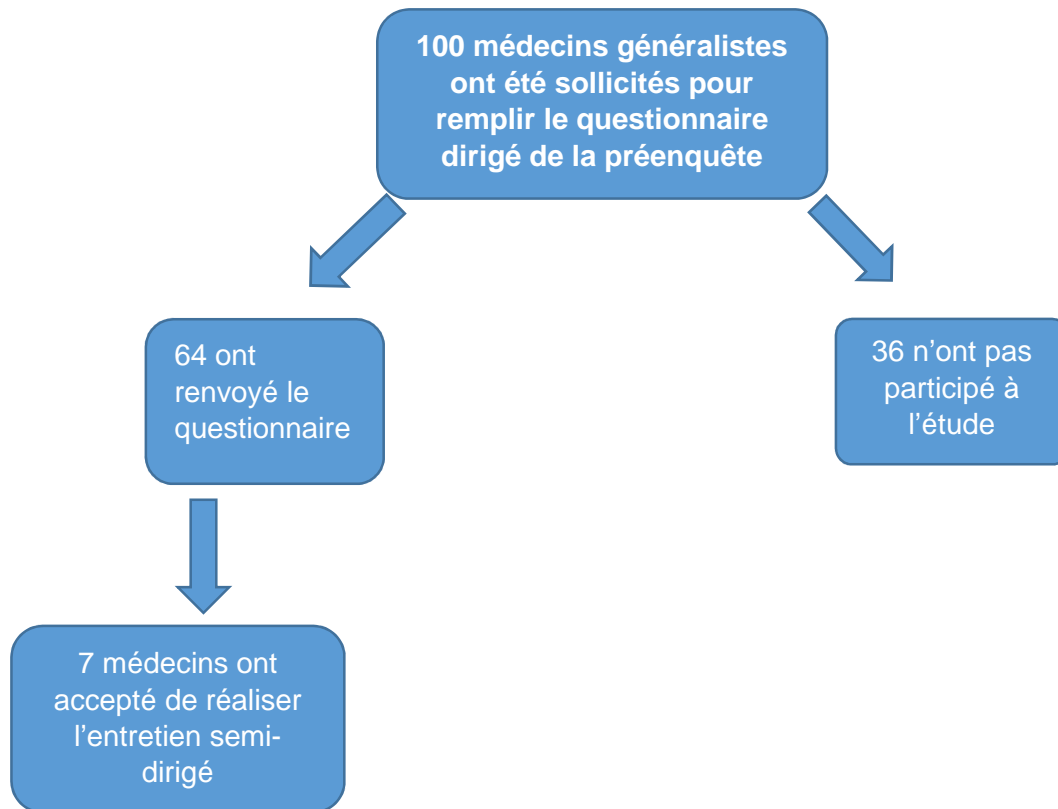 100 médecins généralistes
ont été sollicités pour
remplir le questionnaire
dirigé de la préenquête
64 ont
renvoyé le
questionnaire
36 n’ont pas
participé à
l’étude
7 médecins ont
accepté de réaliser
l’entretien semi-
dirigé